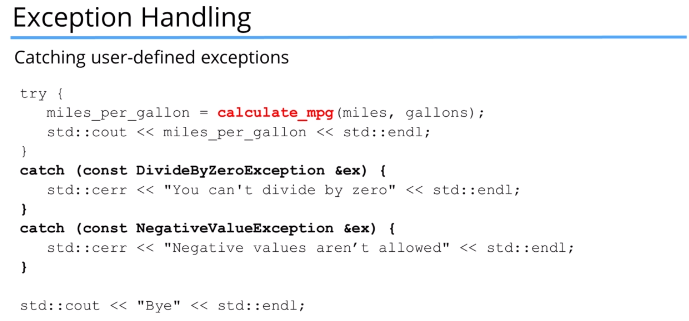 Exception Handling
Catching user-defined exceptions
try {
   miles_per_gallon = calculate_mpg(miles, gallons);
   std::cout << miles_per_gallon << std::endl;
}
catch (const DivideByZeroException &ex) {
   std::cerr << "You can't divide by zero" << std::endl;
}
catch (const NegativeValueException &ex) {
   std::cerr << "Negative values aren’t allowed" << std::endl;
}
std::cout << "Bye" << std::endl;